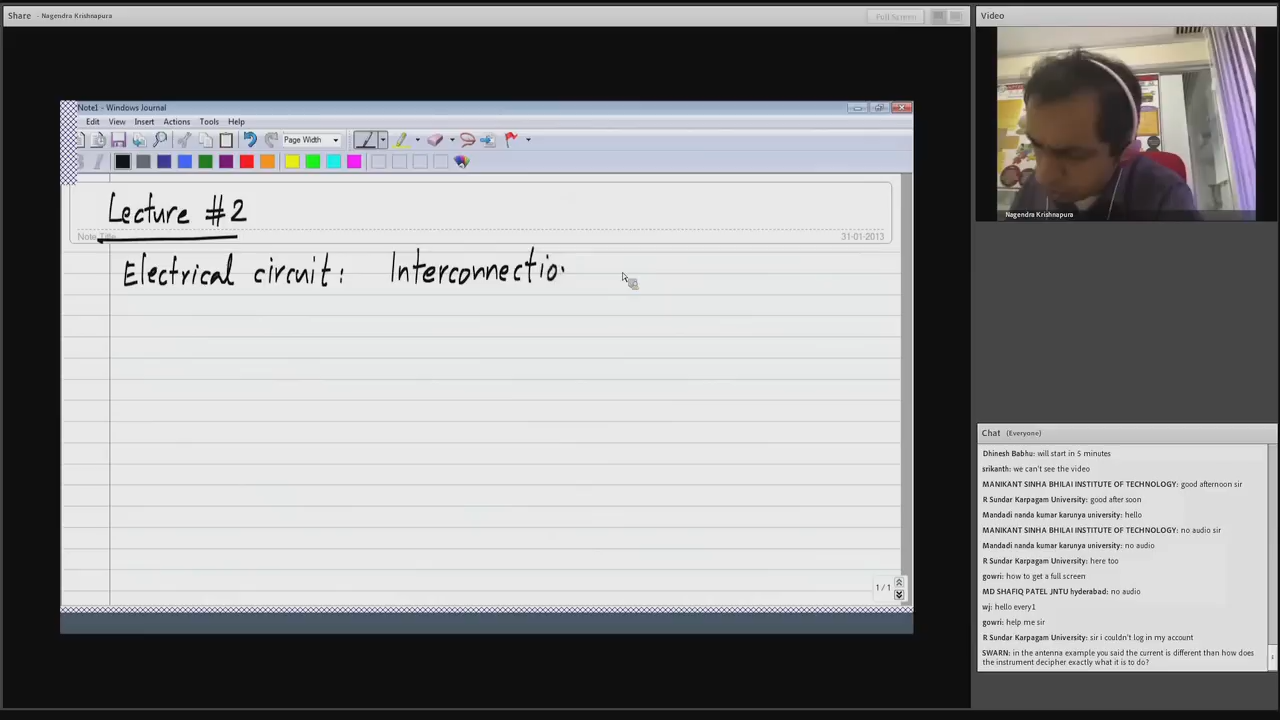 Share - Nagendra Krishnapura
Full Screen
Video
Nagendra Krishnapura
Note1 - Windows Journal
Edit View Insert Actions Tools Help
Page Width
Lecture #2
Note Title
31-01-2013
Electrical circuit: Interconnectio
1 / 1
Chat (Everyone)
Dhinesh Babhu: will start in 5 minutes
srikanth: we can't see the video
MANIKANT SINHA BHILAI INSTITUTE OF TECHNOLOGY: good afternoon sir
R Sundar Karpagam University: good after soon
Mandadi nanda kumar karunya university: hello
MANIKANT SINHA BHILAI INSTITUTE OF TECHNOLOGY: no audio sir
Mandadi nanda kumar karunya university: no audio
R Sundar Karpagam University: here too
gowri: how to get a full screen
MD SHAFIQ PATEL JNTU hyderabad: no audio
wj: hello every1
gowri: help me sir
R Sundar Karpagam University: sir i couldn't log in my account
SWARN: in the antenna example you said the current is different than how does
the instrument decipher exactly what it is to do?